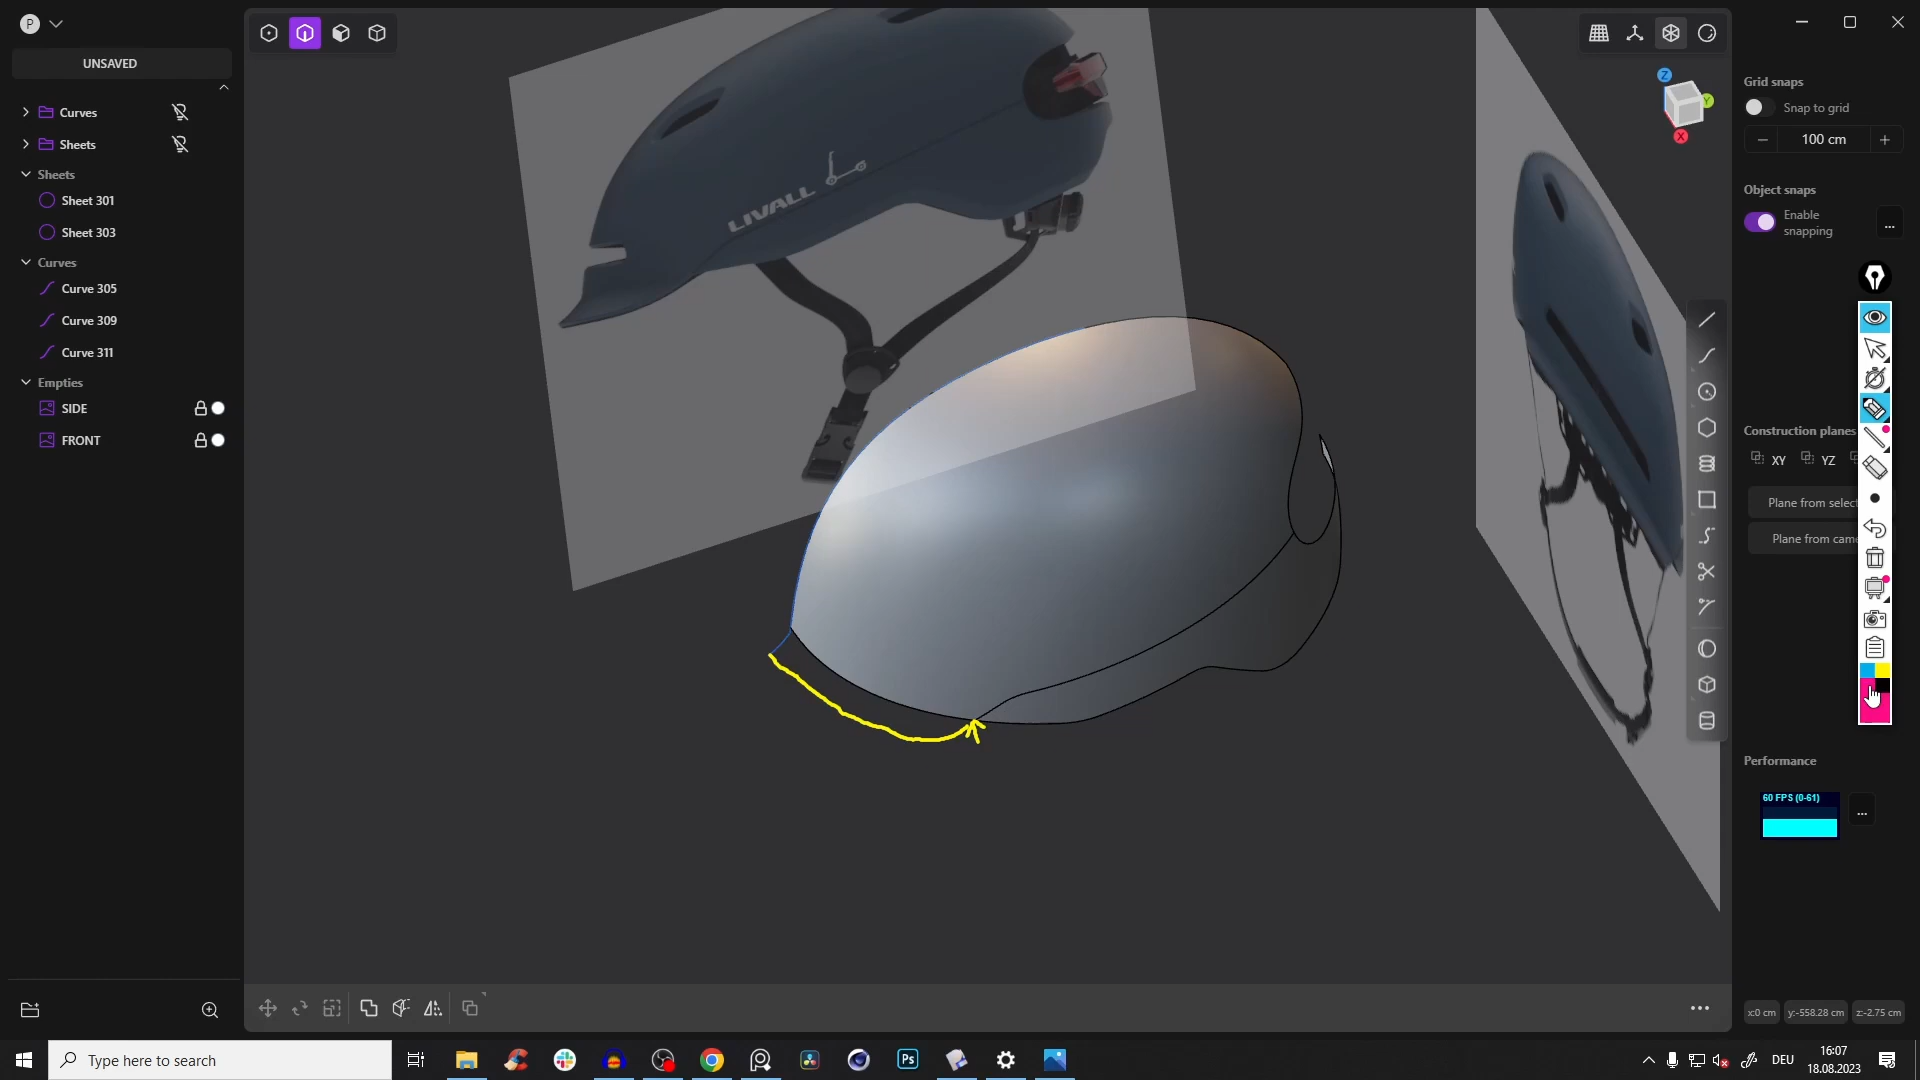 P
UNSAVED
Curves
Sheets
Sheets
Sheet 301
Sheet 303
Curves
Curve 305
Curve 309
Curve 311
Empties
SIDE
FRONT
LIVALL
Z
Y
X
Grid snaps
Snap to grid
100 cm
Object snaps
Enable
snapping
...
Construction planes
XY
YZ
Plane from selec
Plane from came
Performance
60 FPS (0-61)
...
x:0 cm
y:-558.28 cm
z:-2.75 cm
Type here to search
Ps
DEU
16:07
18.08.2023